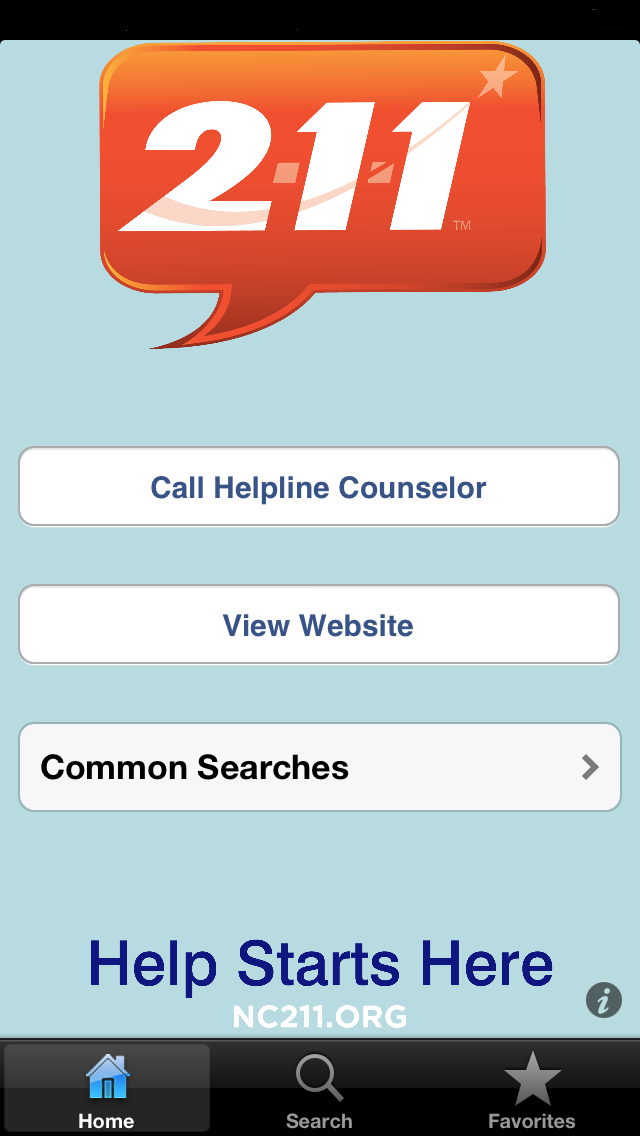 2-1-1
TM
Call Helpline Counselor
View Website
Common Searches
Help Starts Here
NC211.ORG
i
Home
Search
Favorites